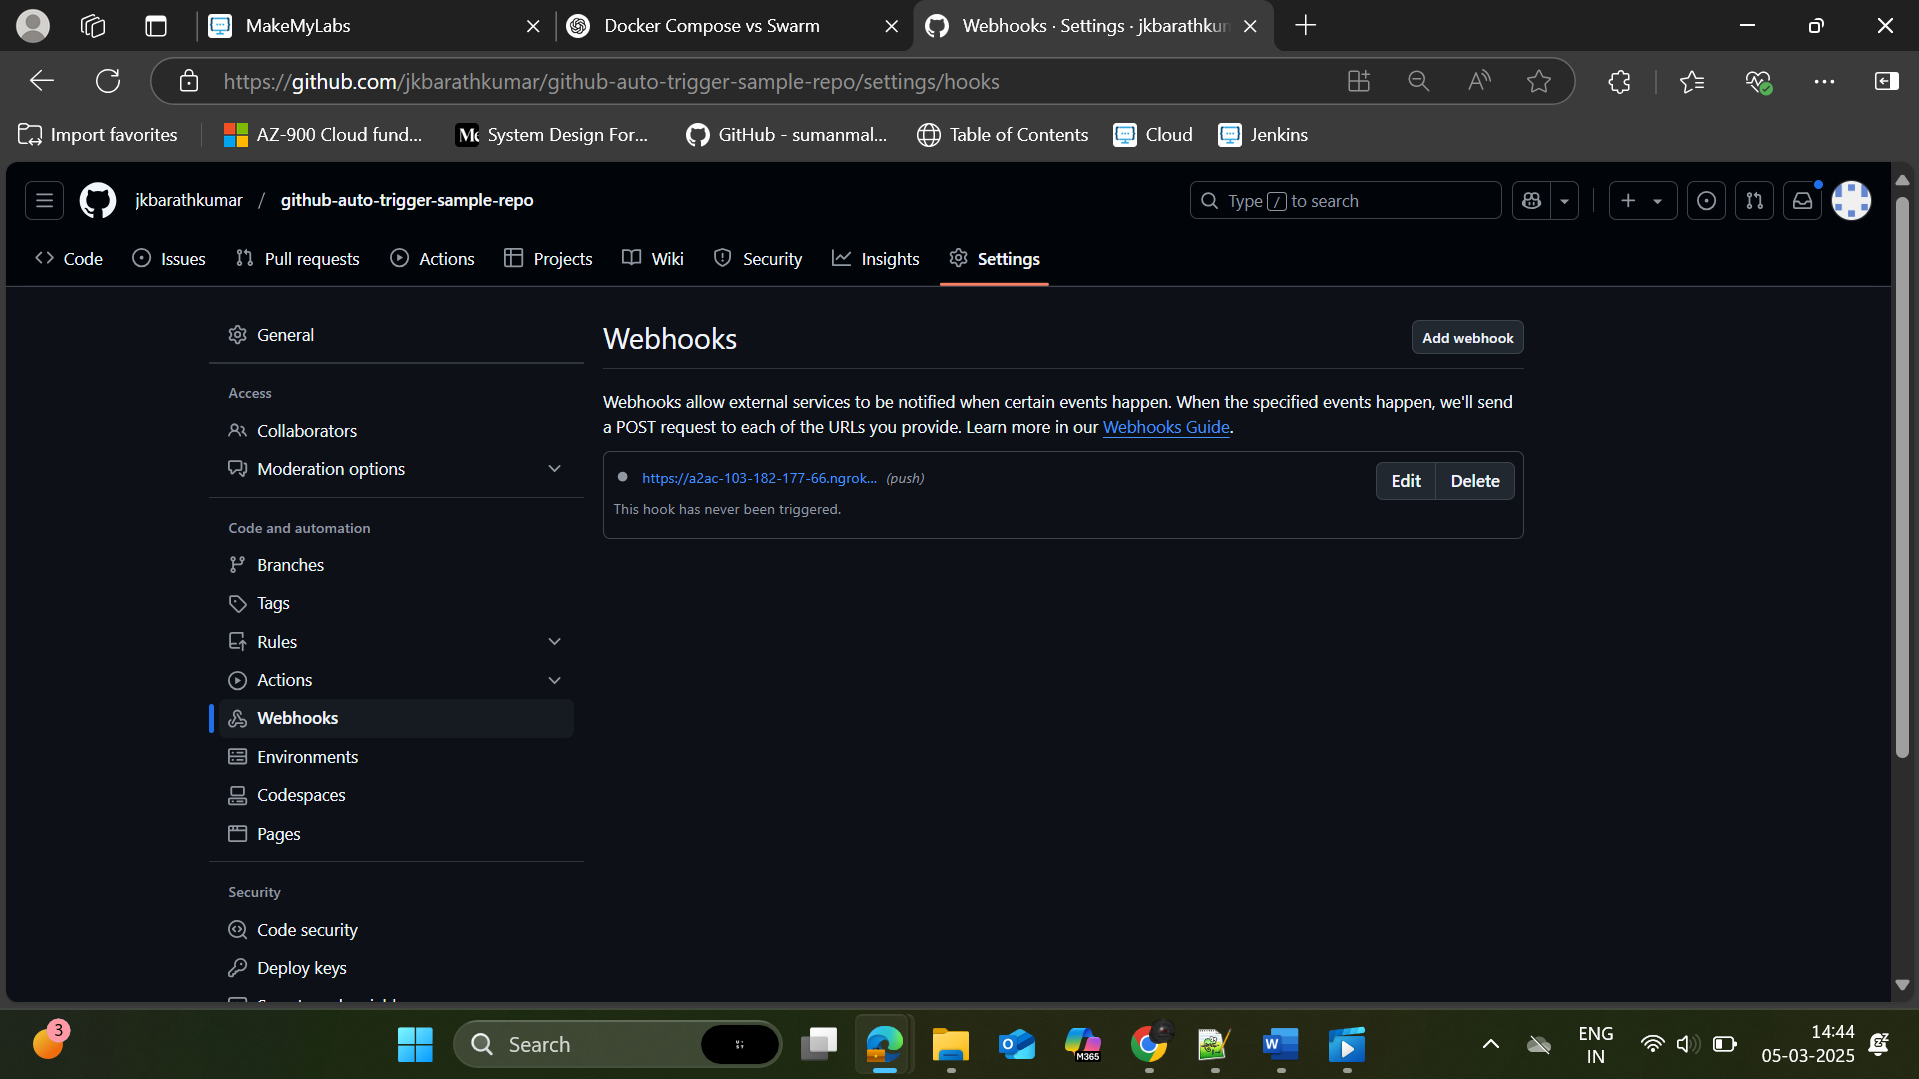 MakeMyLabs
Docker Compose vs Swarm
Webhooks · Settings · jkbarathkun
https://github.com/jkbarathkumar/github-auto-trigger-sample-repo/settings/hooks
Import favorites
AZ-900 Cloud fund...
System Design For...
GitHub - sumanmal...
Table of Contents
Cloud
Jenkins
jkbarathkumar / github-auto-trigger-sample-repo
Type / to search
Code
Issues
Pull requests
Actions
Projects
Wiki
Security
Insights
Settings
General
Access
Collaborators
Moderation options
Code and automation
Branches
Tags
Rules
Actions
Webhooks
Environments
Codespaces
Pages
Security
Code security
Deploy keys
Webhooks
Add webhook
Webhooks allow external services to be notified when certain events happen. When the specified events happen, we'll send
a POST request to each of the URLs you provide. Learn more in our Webhooks Guide.
https://a2ac-103-182-177-66.ngrok... (push)
Edit
Delete
This hook has never been triggered.
3
Search
M365
ENG
IN
14:44
05-03-2025